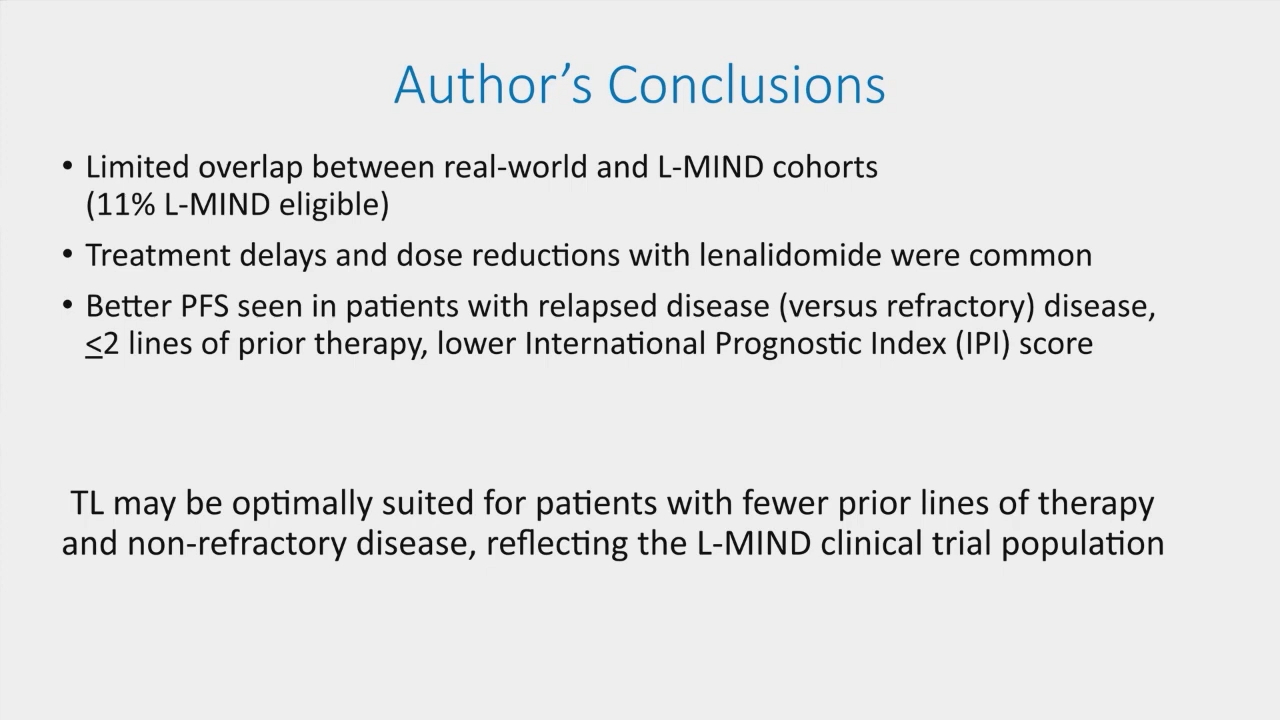 Author’s Conclusions
• Limited overlap between real-world and L-MIND cohorts
(11% L-MIND eligible)
• Treatment delays and dose reductions with lenalidomide were common
• Better PFS seen in patients with relapsed disease (versus refractory) disease,
<2 lines of prior therapy, lower International Prognostic Index (IPI) score
TL may be optimally suited for patients with fewer prior lines of therapy
and non-refractory disease, reflecting the L-MIND clinical trial population